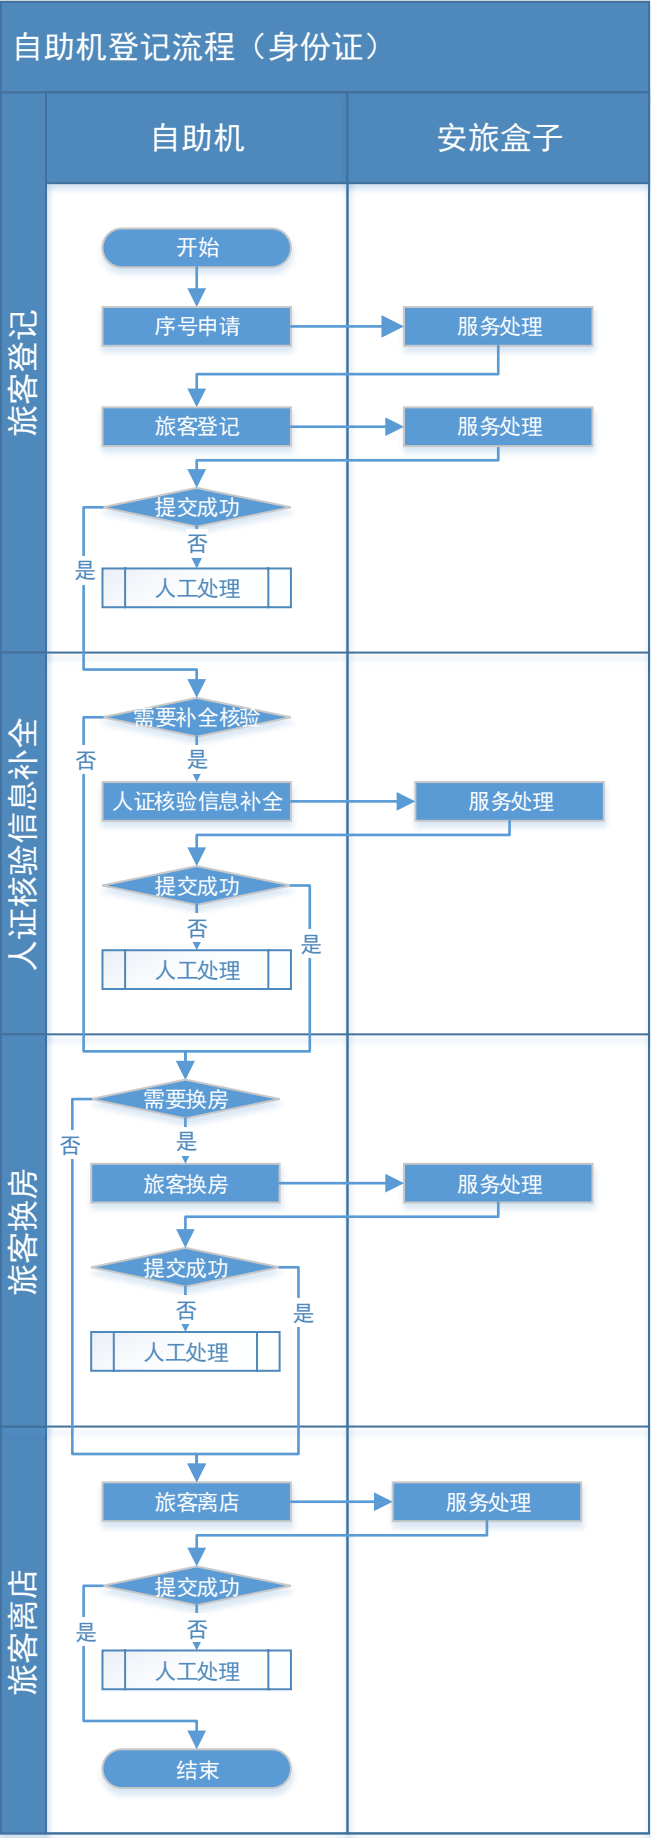 自助机登记流程（身份证）
自助机
安旅盒子
旅客登记
开始
序号申请
服务处理
旅客登记
服务处理
提交成功
否
是
人工处理
人证核验信息补全
需要补全核验
否
是
人证核验信息补全
服务处理
提交成功
否
是
人工处理
旅客换房
需要换房
否
是
旅客换房
服务处理
提交成功
否
是
人工处理
旅客离店
旅客离店
服务处理
提交成功
否
是
人工处理
结束